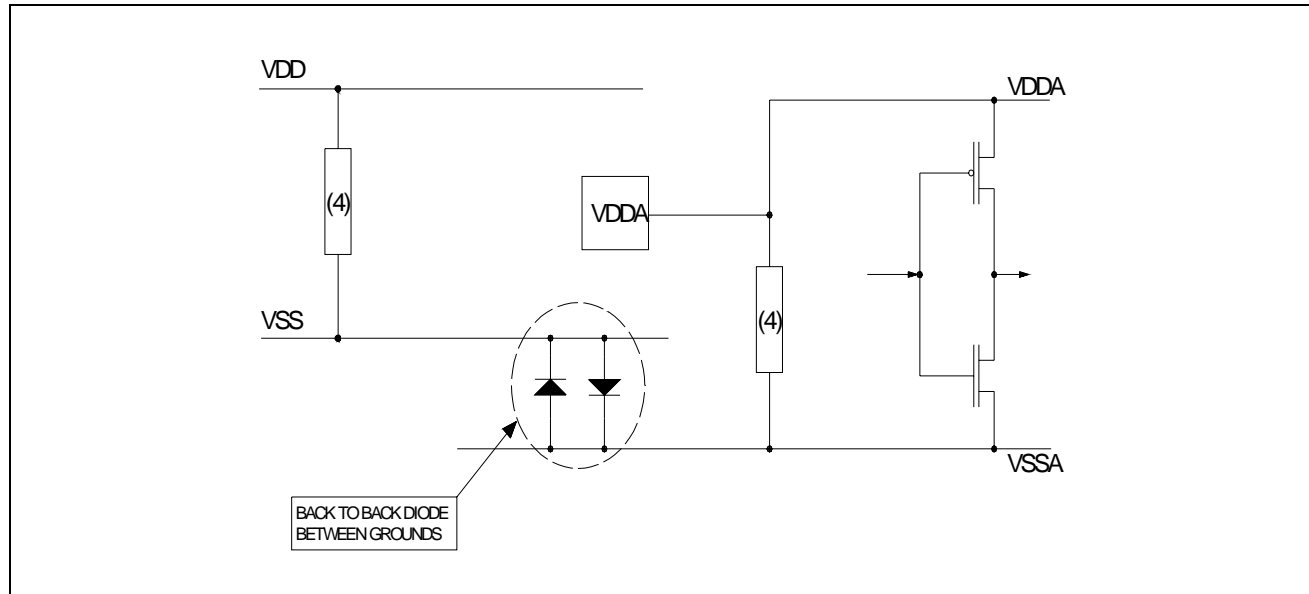 VDD
VDDA
(4)
VDDA
VSS
(4)
VSSA
BACK TO BACK DIODE
BETWEEN GROUNDS